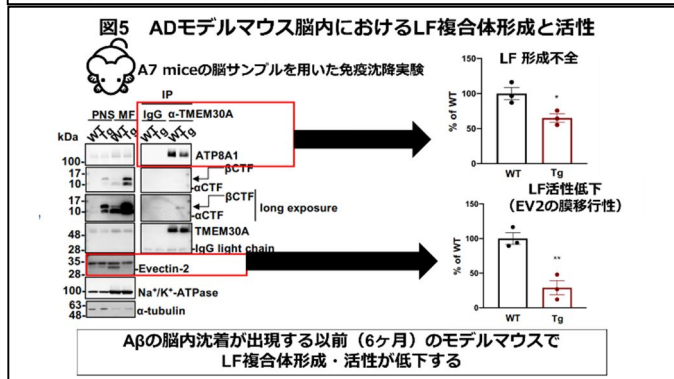 図5 ADモデルマウス脳内におけるLF複合体形成と活性
A7 miceの脳サンプルを用いた免疫沈降実験
IP
PNS MF IgG α-TMEM30A
kDa WT Tg WT Tg WT Tg WT Tg
100 ATP8A1
17 βCTF
10 αCTF
17 βCTF
10 αCTF long exposure
48 TMEM30A
28 IgG light chain
35
28 Evectin-2
100 Na⁺/K⁺-ATPase
63
48 α-tubulin
LF 形成不全
% of WT
150
100
50
0
*
WT Tg
LF活性低下
(EV2の膜移行性)
% of WT
150
100
50
0
**
WT Tg
Aβの脳内沈着が出現する以前（6ヶ月）のモデルマウスで
LF複合体形成・活性が低下する